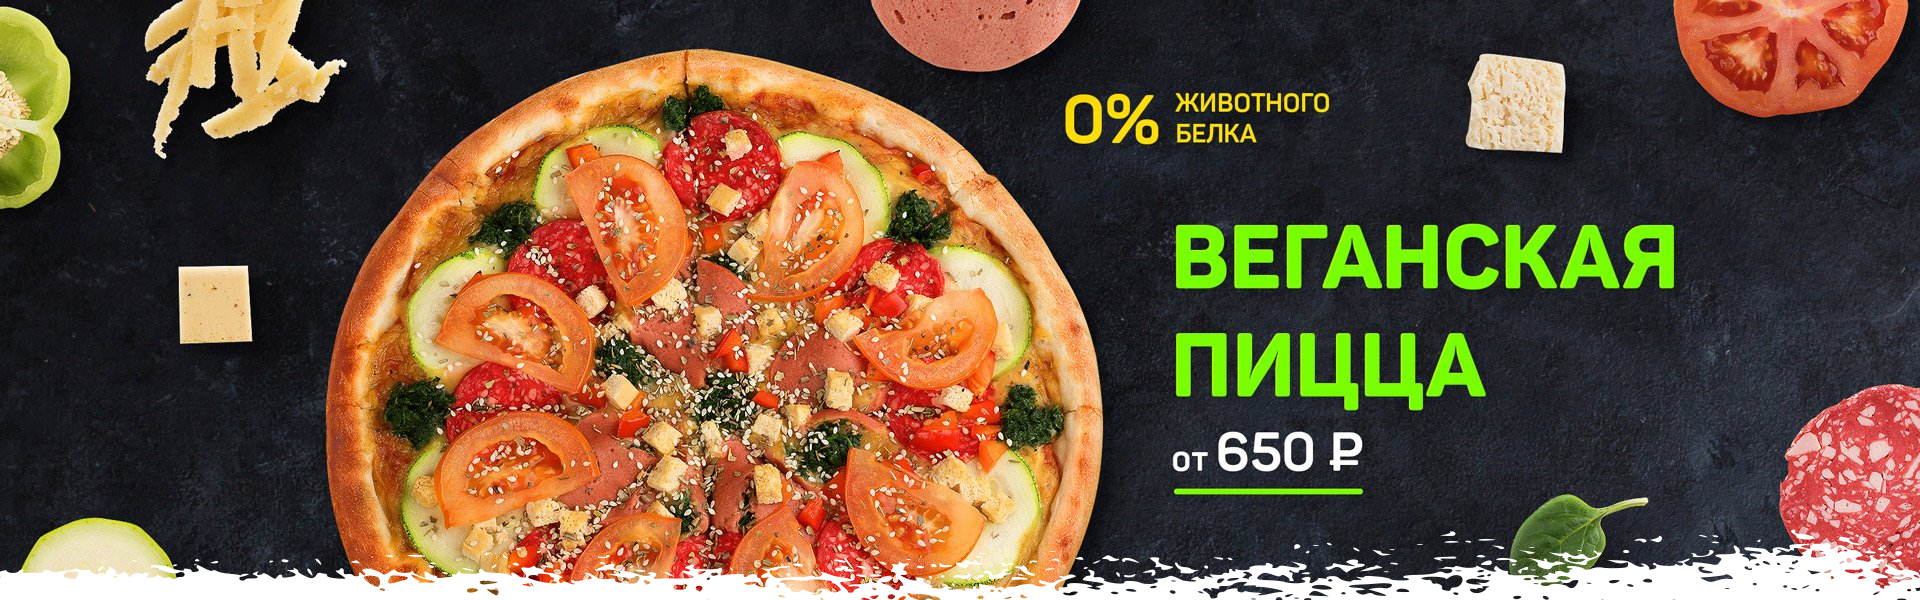 0% ЖИВОТНОГО
БЕЛКА
ВЕГАНСКАЯ
ПИЦЦА
от 650 ₽